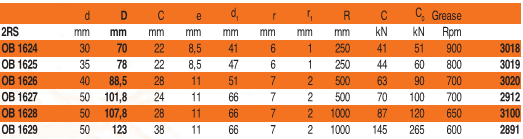 d D C e d1 r r1 R C C0 Grease
2RS mm mm mm mm mm mm mm mm kN kN Rpm
OB 1624 30 70 22 8,5 41 6 1 250 41 51 900 3018
OB 1625 35 78 22 8,5 47 6 1 250 44 60 800 3019
OB 1626 40 88,5 28 11 51 7 2 500 63 90 700 3020
OB 1627 50 101,8 24 11 66 7 2 500 70 100 700 2912
OB 1628 50 107,8 28 11 66 7 2 1000 87 120 650 3100
OB 1629 50 123 38 11 66 7 2 1000 145 265 600 2891